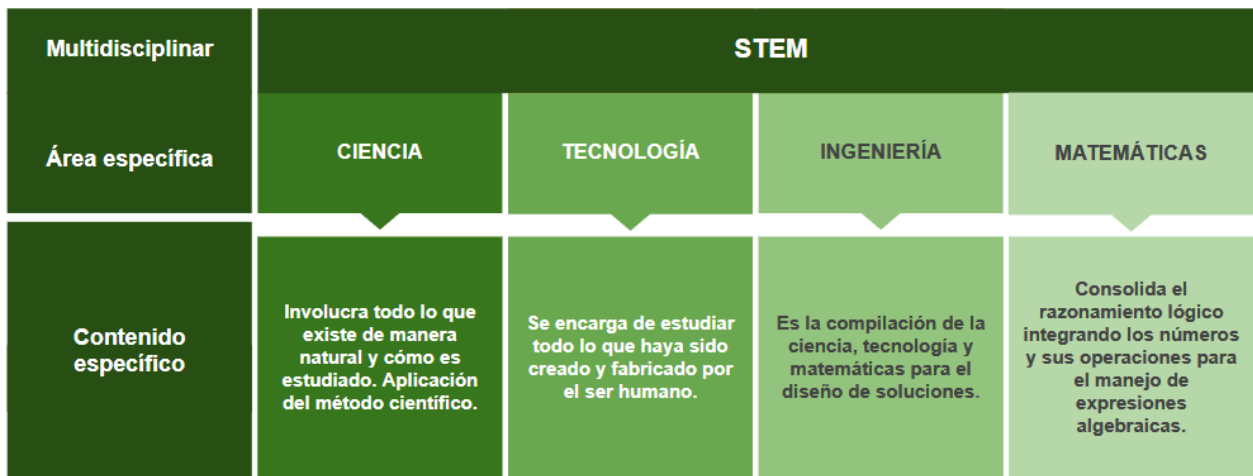 Multidisciplinar
STEM
Área específica
CIENCIA
TECNOLOGÍA
INGENIERÍA
MATEMÁTICAS
Contenido
específico
Involucra todo lo que
existe de manera
natural y cómo es
estudiado. Aplicación
del método científico.
Se encarga de estudiar
todo lo que haya sido
creado y fabricado por
el ser humano.
Es la compilación de la
ciencia, tecnología y
matemáticas para el
diseño de soluciones.
Consolida el
razonamiento lógico
integrando los números
y sus operaciones para
el manejo de
expresiones
algebraicas.